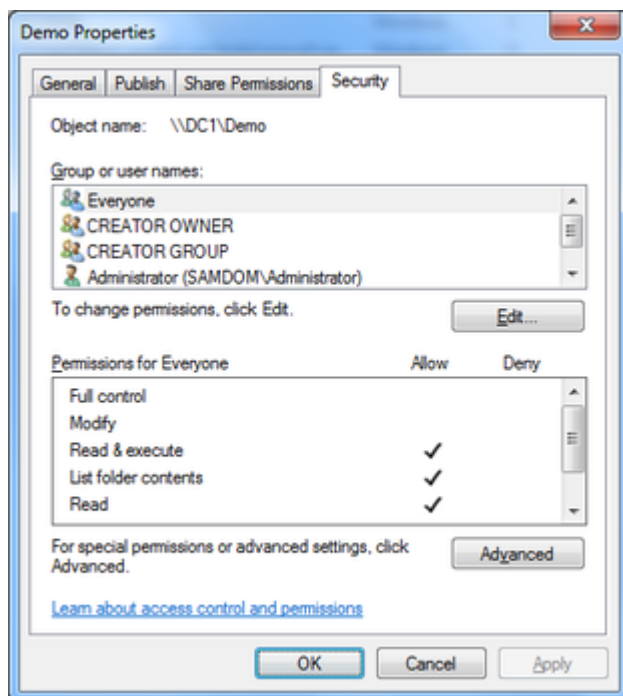 Demo Properties
General Publish Share Permissions Security
Object name: \\DC1\Demo
Group or user names:
Everyone
CREATOR OWNER
CREATOR GROUP
Administrator (SAMDOM\Administrator)
To change permissions, click Edit. Edit...
Permissions for Everyone Allow Deny
Full control
Modify
Read & execute
List folder contents
Read
For special permissions or advanced settings, click Advanced
Advanced.
Learn about access control and permissions
OK Cancel Apply